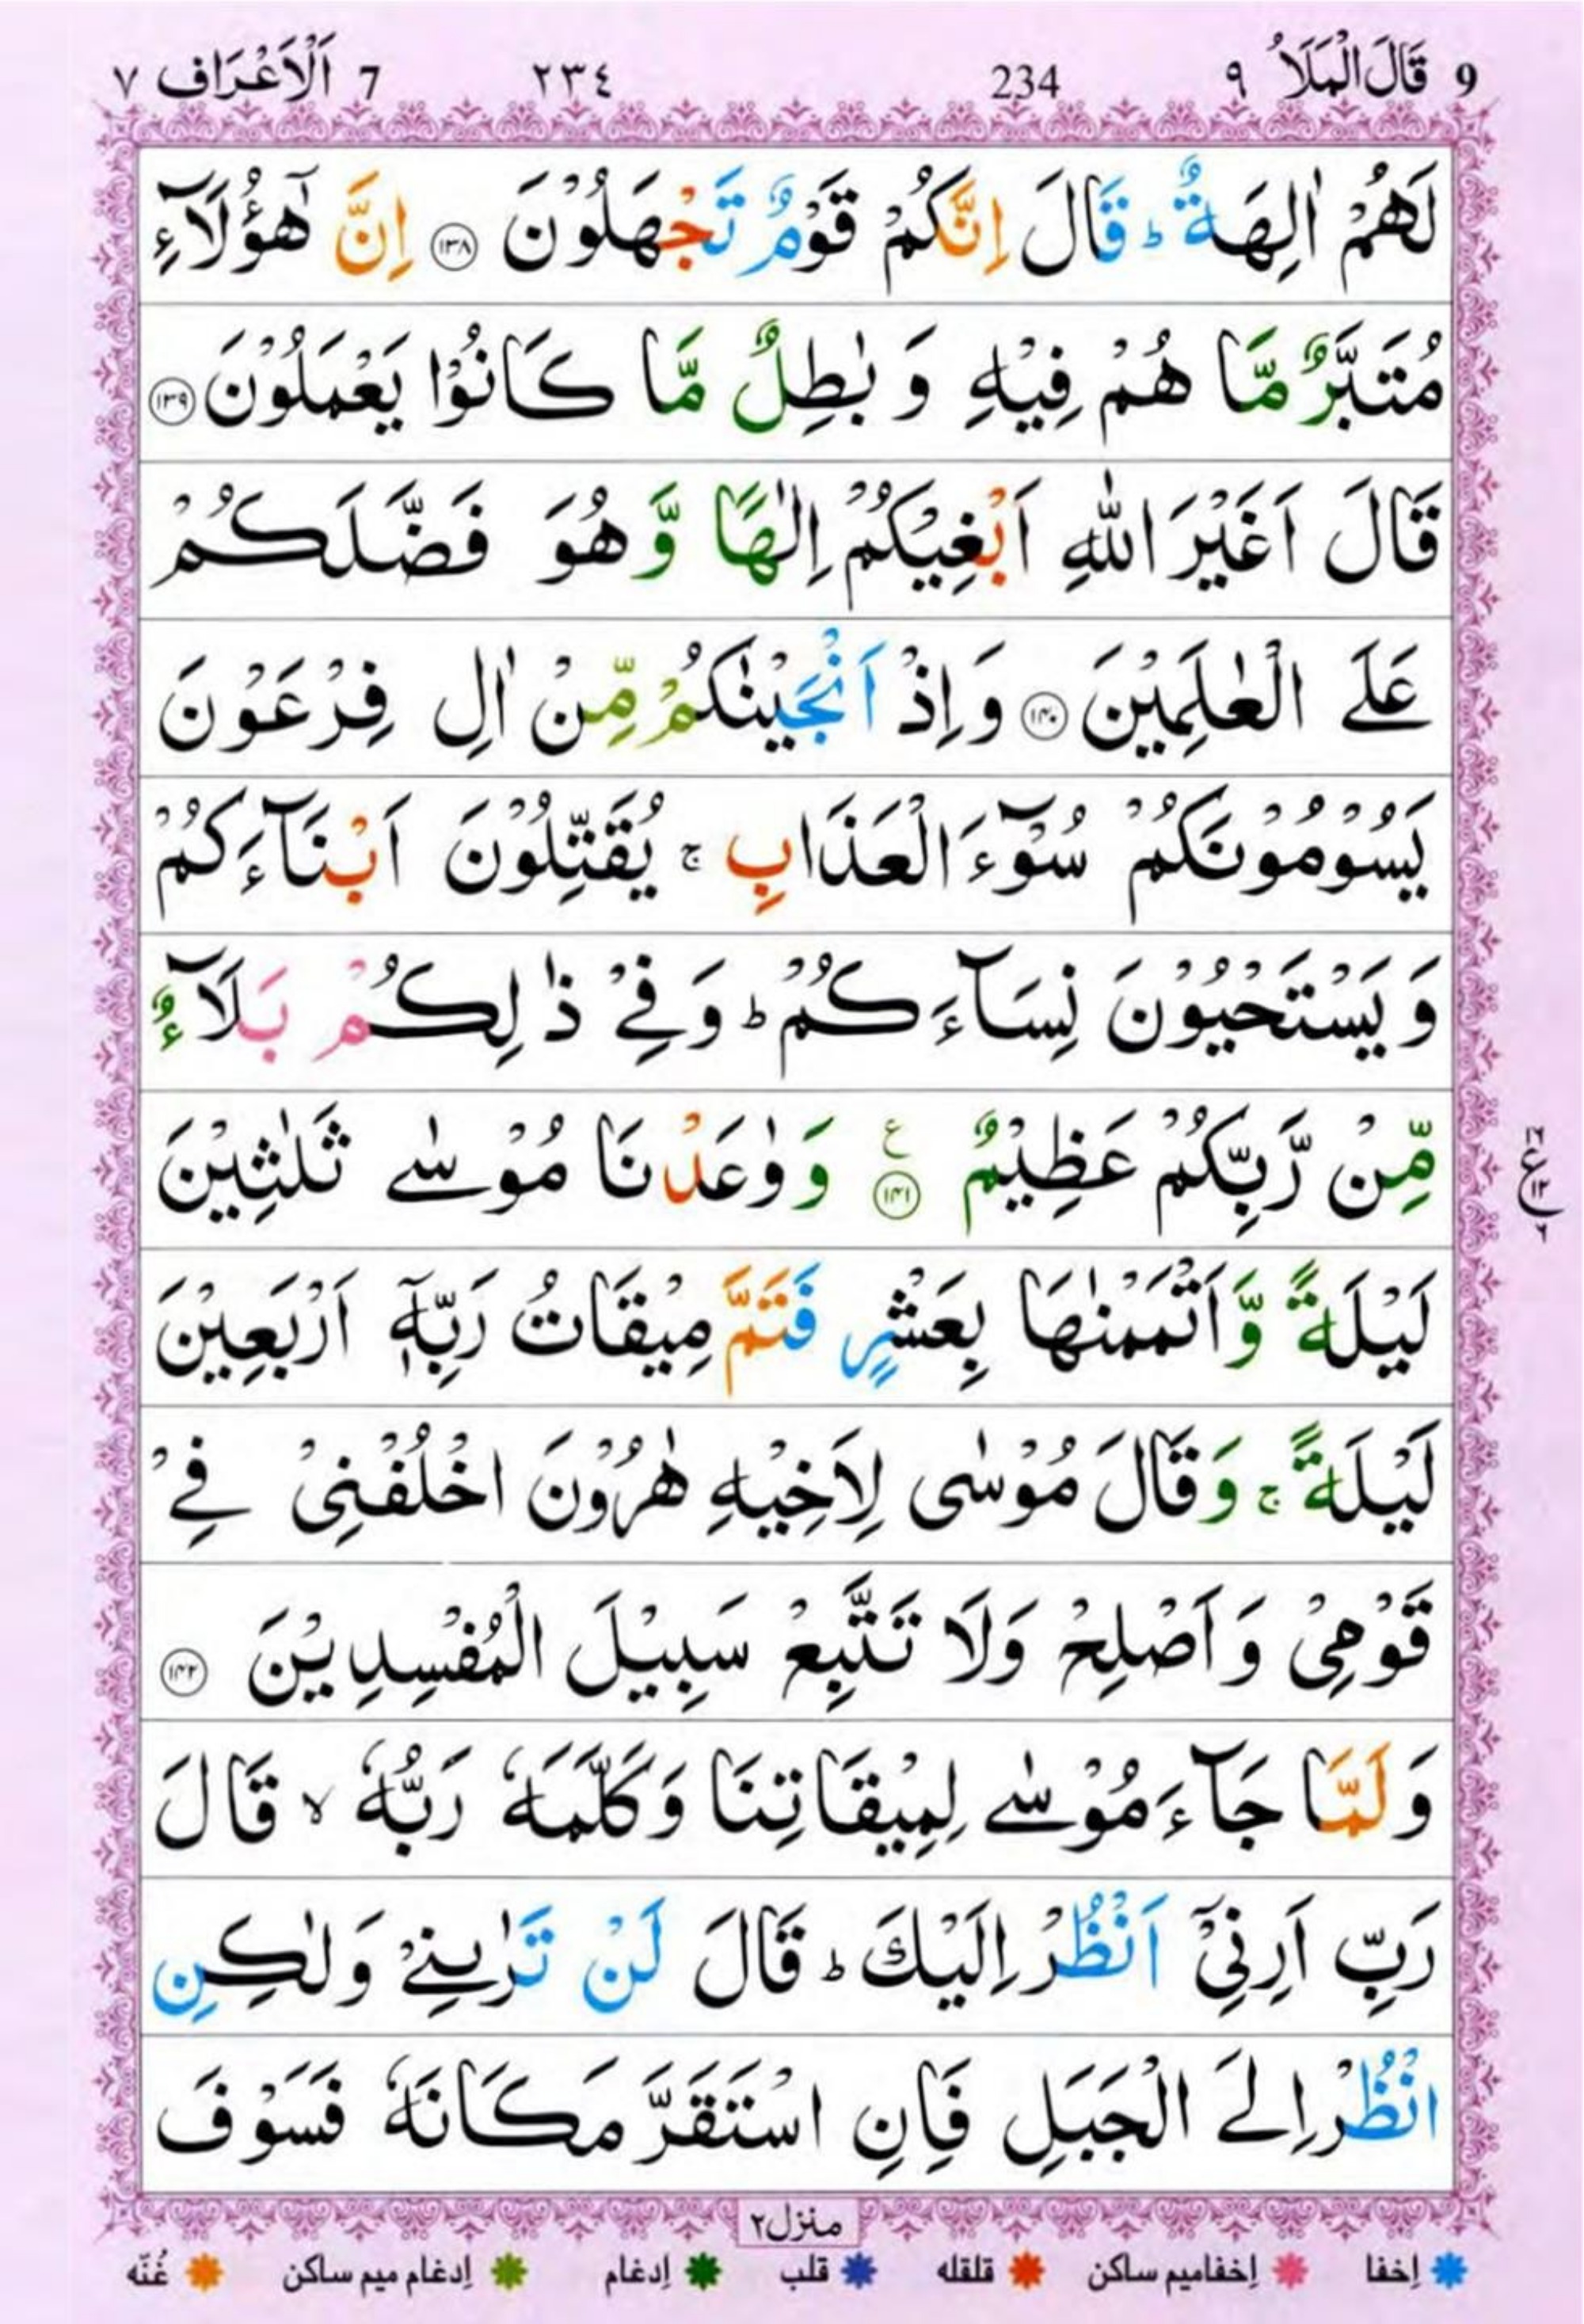 9 قَالَ الْمَلَاُ ٩ 234 ٢٣٤ 7 اَلْاَعْرَاف ٧
لَهُمْ اٰلِهَةٌ ؕ قَالَ اِنَّكُمْ قَوْمٌ تَجْهَلُوْنَ ﴿۱۳۸﴾ اِنَّ هٰۤؤُلَآءِ
مُتَبَّرٌ مَّا هُمْ فِيْهِ وَ بٰطِلٌ مَّا كَانُوْا يَعْمَلُوْنَ ﴿۱۳۹﴾
قَالَ اَغَيْرَ اللّٰهِ اَبْغِيْكُمْ اِلٰهًا وَّ هُوَ فَضَّلَكُمْ
عَلَے الْعٰلَمِيْنَ ﴿۱۴۰﴾ وَ اِذْ اَنْجَيْنٰكُمْ مِّنْ اٰلِ فِرْعَوْنَ
يَسُوْمُوْنَكُمْ سُوْٓءَ الْعَذَابِ ۚ يُقَتِّلُوْنَ اَبْنَآءَكُمْ
وَ يَسْتَحْيُوْنَ نِسَآءَكُمْ ؕ وَفِےْ ذٰلِكُمْ بَلَآءٌ
مِّنْ رَّبِّكُمْ عَظِيْمٌ ﴿۱۴۱﴾ ع وَ وٰعَدْنَا مُوْسٰے ثَلٰثِيْنَ
ع ١٢ ٦
لَيْلَةً وَّ اَتْمَمْنٰهَا بِعَشْرٍ فَتَمَّ مِيْقَاتُ رَبِّهٖۤ اَرْبَعِيْنَ
لَيْلَةً ۚ وَ قَالَ مُوْسٰى لِاَخِيْهِ هٰرُوْنَ اخْلُفْنِىْ فِےْ
قَوْمِىْ وَ اَصْلِحْ وَلَا تَتَّبِعْ سَبِيْلَ الْمُفْسِدِيْنَ ﴿۱۴۲﴾
وَ لَمَّا جَآءَ مُوْسٰے لِمِيْقَاتِنَا وَكَلَّمَهٗ رَبُّهٗ ۙ قَالَ
رَبِّ اَرِنِىْۤ اَنْظُرْ اِلَيْكَ ؕ قَالَ لَنْ تَرٰىنِےْ وَلٰكِنِ
انْظُرْ اِلَے الْجَبَلِ فَاِنِ اسْتَقَرَّ مَكَانَهٗ فَسَوْفَ
منزل٢
اِخفا اِخفامیم ساکن قلقله قلب اِدغام اِدغام میم ساکن غُنّه